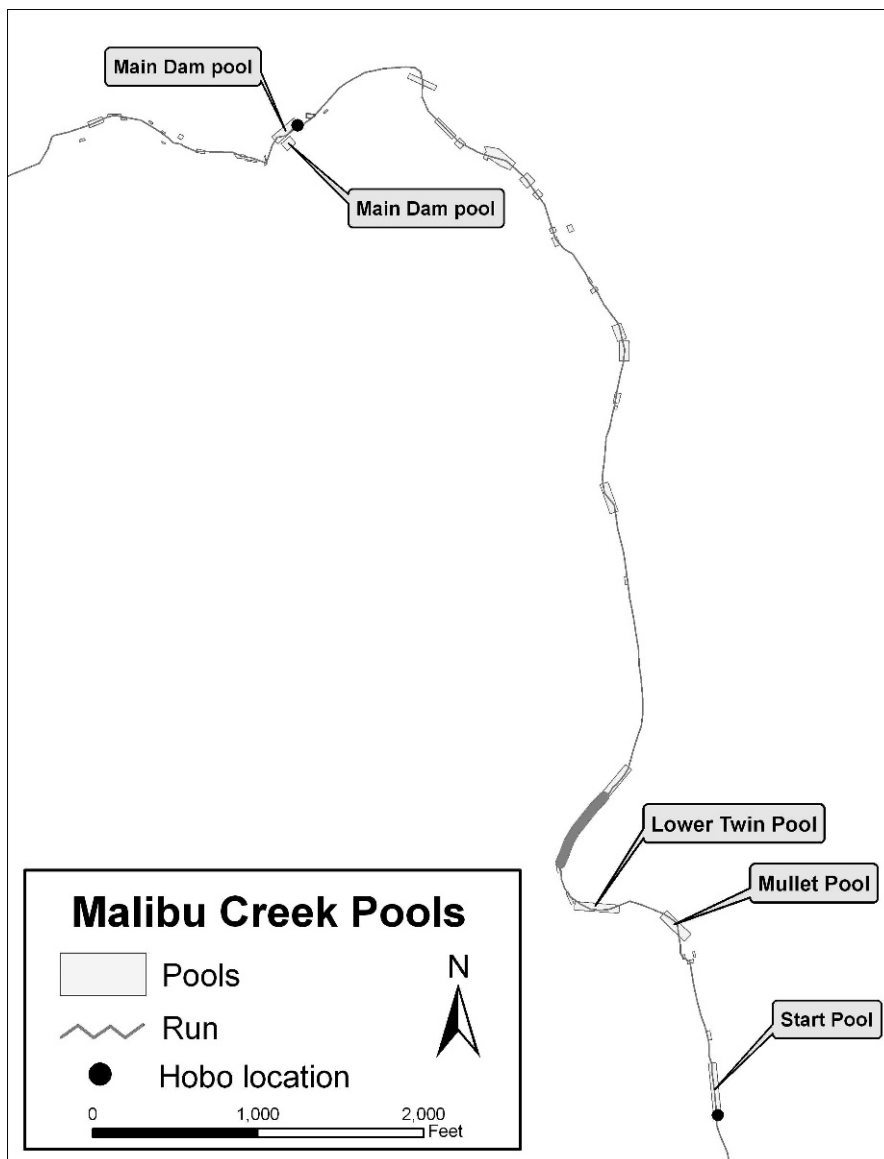 Main Dam pool
Main Dam pool
Lower Twin Pool
Mullet Pool
Start Pool
Malibu Creek Pools
Pools
Run
Hobo location
N
0 1,000 2,000
Feet